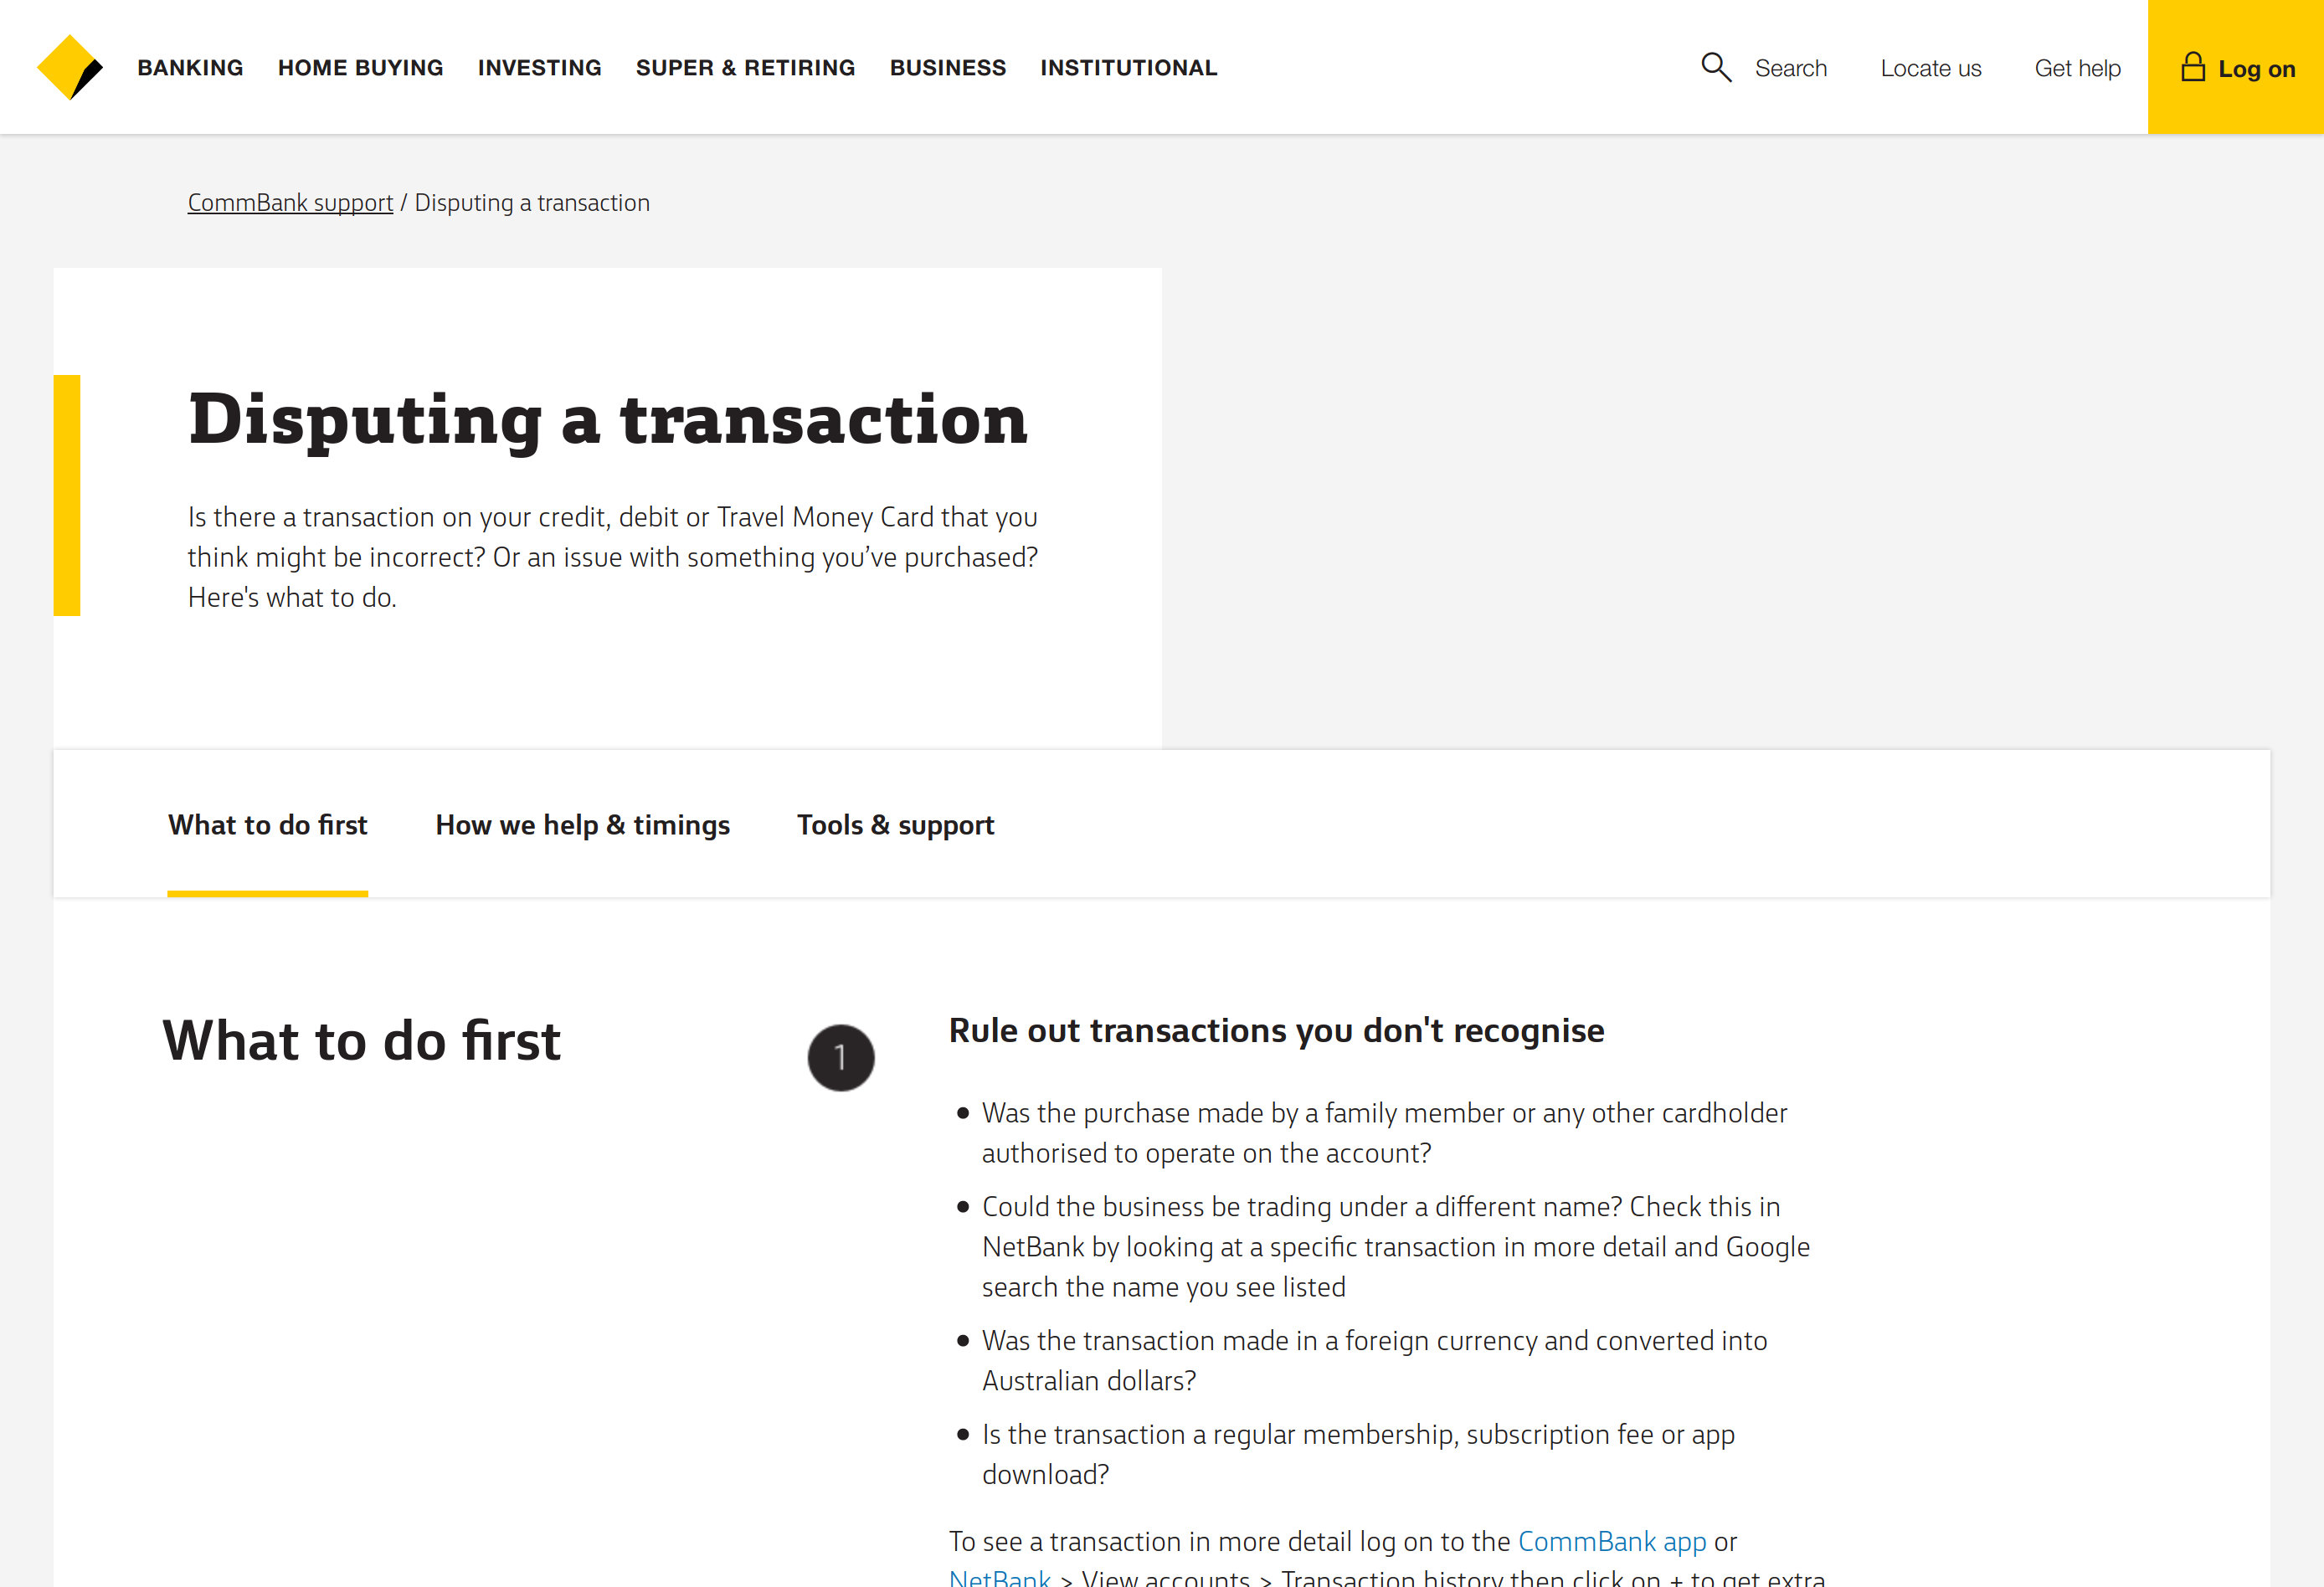 BANKING HOME BUYING INVESTING SUPER & RETIRING BUSINESS INSTITUTIONAL Search Locate us Get help Log on
CommBank support / Disputing a transaction
Disputing a transaction
Is there a transaction on your credit, debit or Travel Money Card that you
think might be incorrect? Or an issue with something you’ve purchased?
Here's what to do.
What to do first How we help & timings Tools & support
What to do first
1
Rule out transactions you don't recognise
Was the purchase made by a family member or any other cardholder
authorised to operate on the account?
Could the business be trading under a different name? Check this in
NetBank by looking at a specific transaction in more detail and Google
search the name you see listed
Was the transaction made in a foreign currency and converted into
Australian dollars?
Is the transaction a regular membership, subscription fee or app
download?
To see a transaction in more detail log on to the CommBank app or
NetBank > View accounts > Transaction history then click on + to get extra